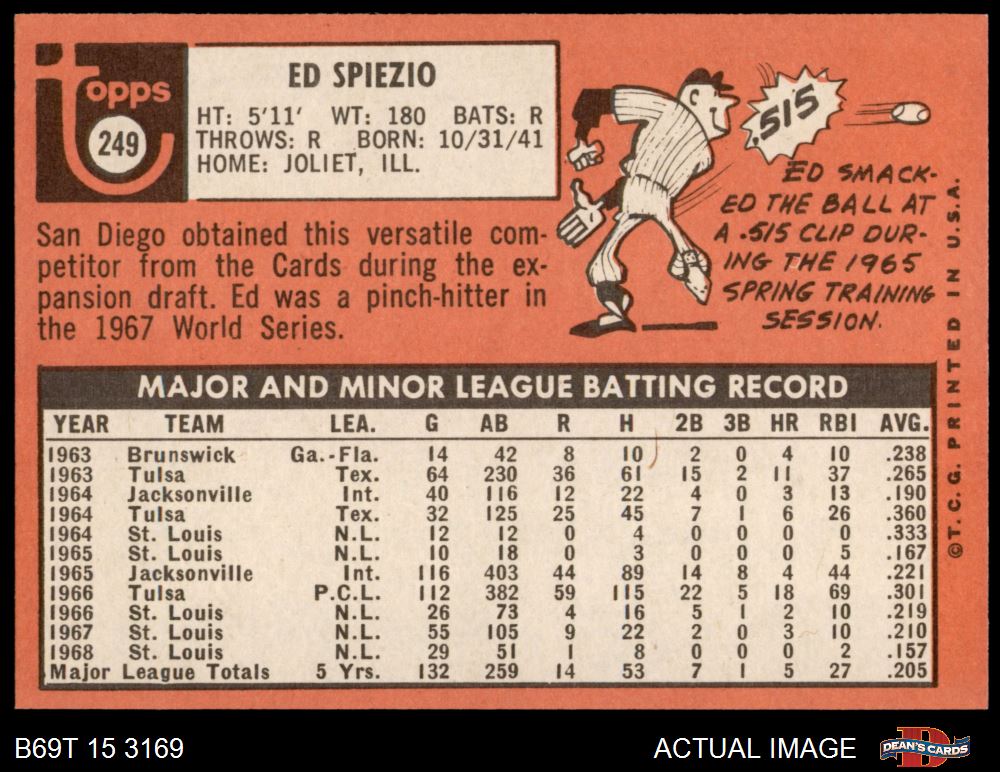 Topps
249
ED SPIEZIO
HT: 5'11' WT: 180 BATS: R
THROWS: R BORN: 10/31/41
HOME: JOLIET, ILL.
San Diego obtained this versatile com-
petitor from the Cards during the ex-
pansion draft. Ed was a pinch-hitter in
the 1967 World Series.
.515
ED SMACK-
ED THE BALL AT
A .515 CLIP DUR-
ING THE 1965
SPRING TRAINING
SESSION.
©T.C.G. PRINTED IN U.S.A.
MAJOR AND MINOR LEAGUE BATTING RECORD
YEAR TEAM LEA. G AB R H 2B 3B HR RBI AVG.
1963 Brunswick Ga.-Fla. 14 42 8 10 2 0 4 10 .238
1963 Tulsa Tex. 64 230 36 61 15 2 11 37 .265
1964 Jacksonville Int. 40 116 12 22 4 0 3 13 .190
1964 Tulsa Tex. 32 125 25 45 7 1 6 26 .360
1964 St. Louis N.L. 12 12 0 4 0 0 0 0 .333
1965 St. Louis N.L. 10 18 0 3 0 0 0 5 .167
1965 Jacksonville Int. 116 403 44 89 14 8 4 44 .221
1966 Tulsa P.C.L. 112 382 59 115 22 5 18 69 .301
1966 St. Louis N.L. 26 73 4 16 5 1 2 10 .219
1967 St. Louis N.L. 55 105 9 22 2 0 3 10 .210
1968 St. Louis N.L. 29 51 1 8 0 0 0 2 .157
Major League Totals 5 Yrs. 132 259 14 53 7 1 5 27 .205
B69T 15 3169
ACTUAL IMAGE
D
DEAN'S CARDS